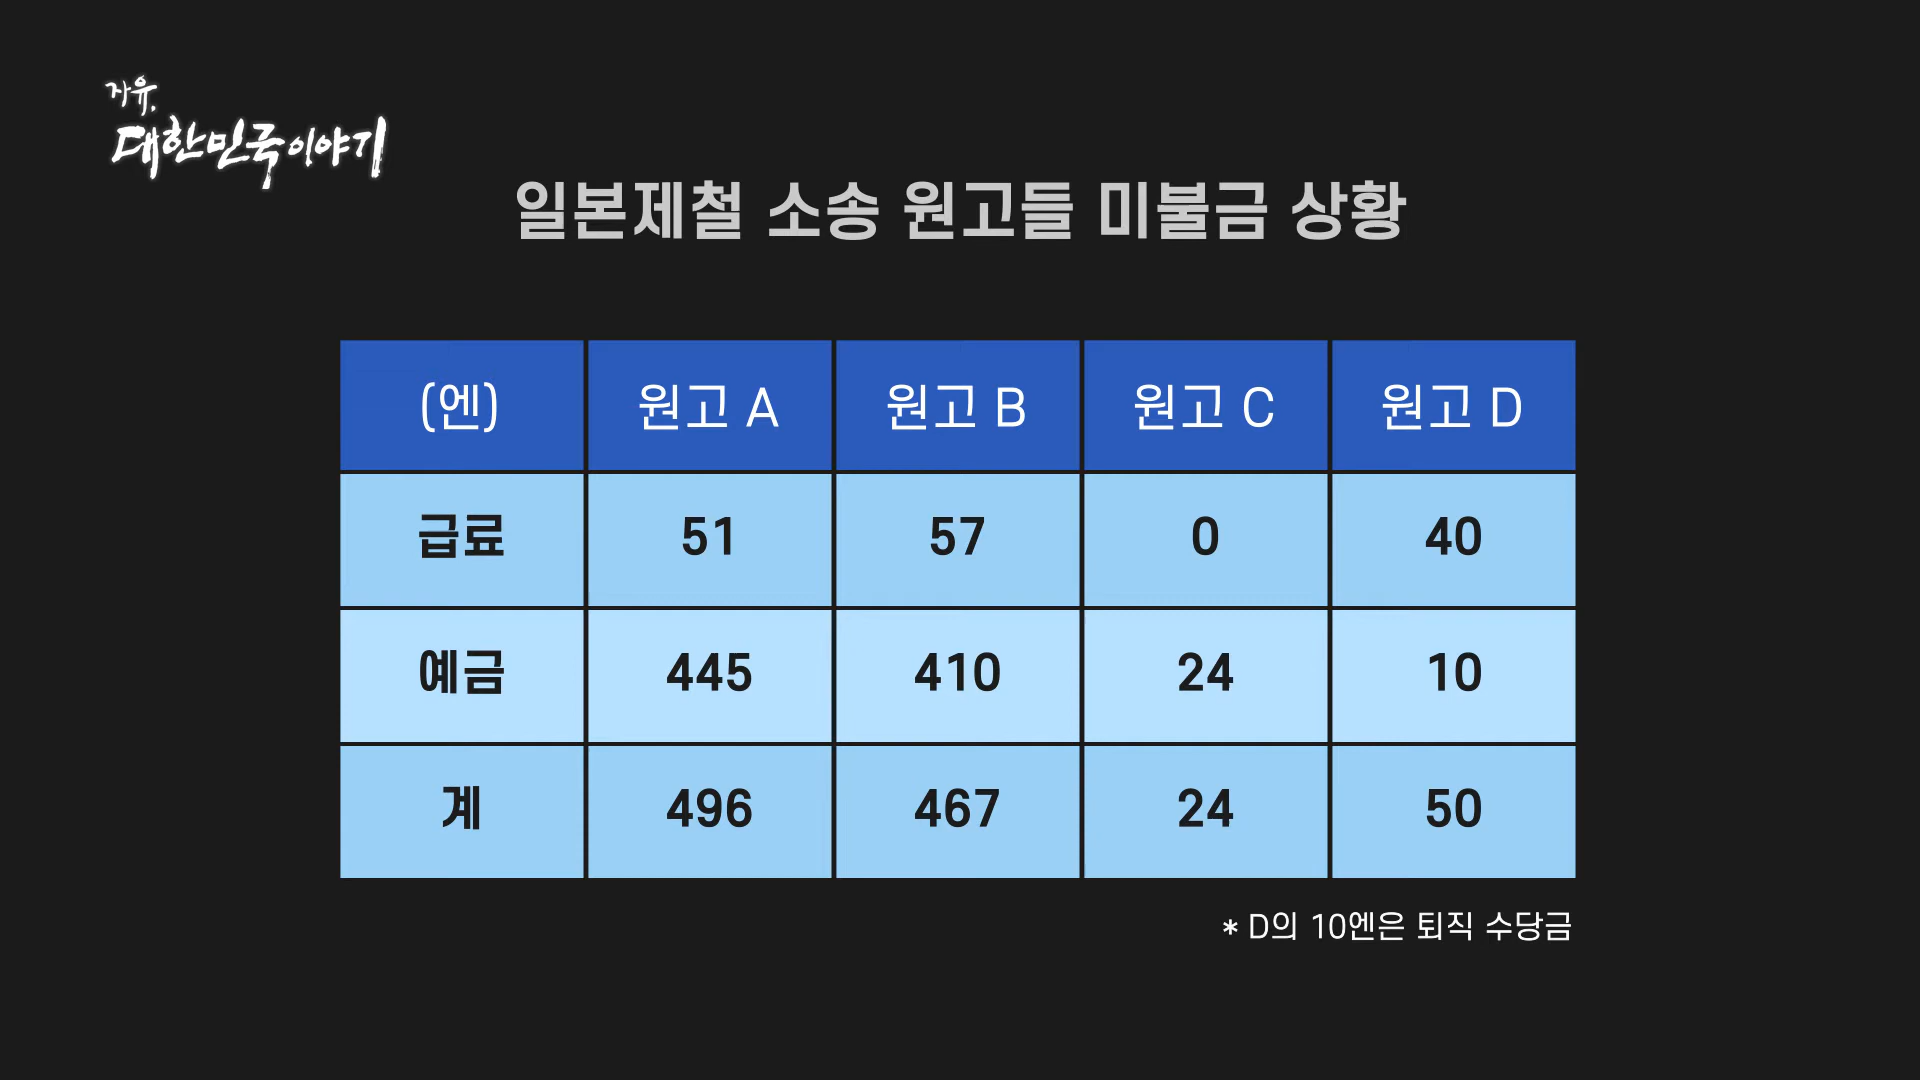 자유,
대한민국이야기
일본제철 소송 원고들 미불금 상황
(엔) 원고 A 원고 B 원고 C 원고 D
급료 51 57 0 40
예금 445 410 24 10
계 496 467 24 50
* D의 10엔은 퇴직 수당금